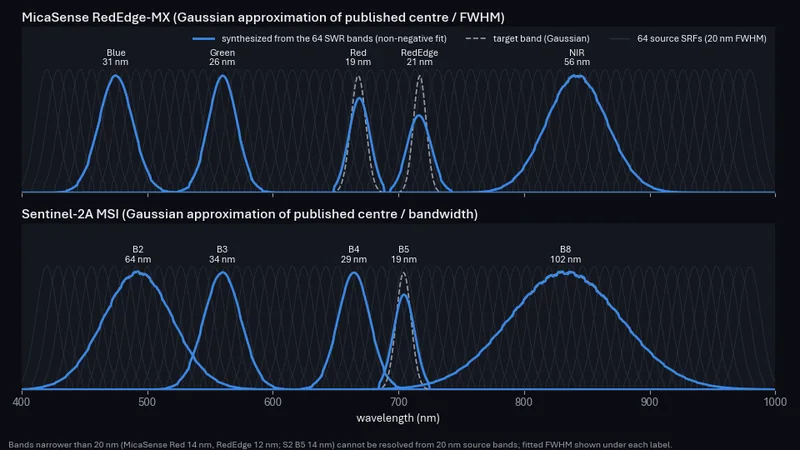 MicaSense RedEdge-MX (Gaussian approximation of published centre / FWHM)
synthesized from the 64 SWR bands (non-negative fit) target band (Gaussian) 64 source SRFs (20 nm FWHM)
Blue Green Red RedEdge NIR
31 nm 26 nm 19 nm 21 nm 56 nm
Sentinel-2A MSI (Gaussian approximation of published centre / bandwidth)
B2 B3 B4 B5 B8
64 nm 34 nm 29 nm 19 nm 102 nm
400 500 600 700 800 900 1000
wavelength (nm)
Bands narrower than 20 nm (MicaSense Red 14 nm, RedEdge 12 nm; S2 B5 14 nm) cannot be resolved from 20 nm source bands; fitted FWHM shown under each label.